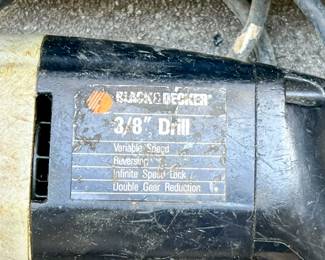 BLACK & DECKER
3/8" Drill
Variable Speed
Reversing
Infinite Speed Lock
Double Gear Reduction